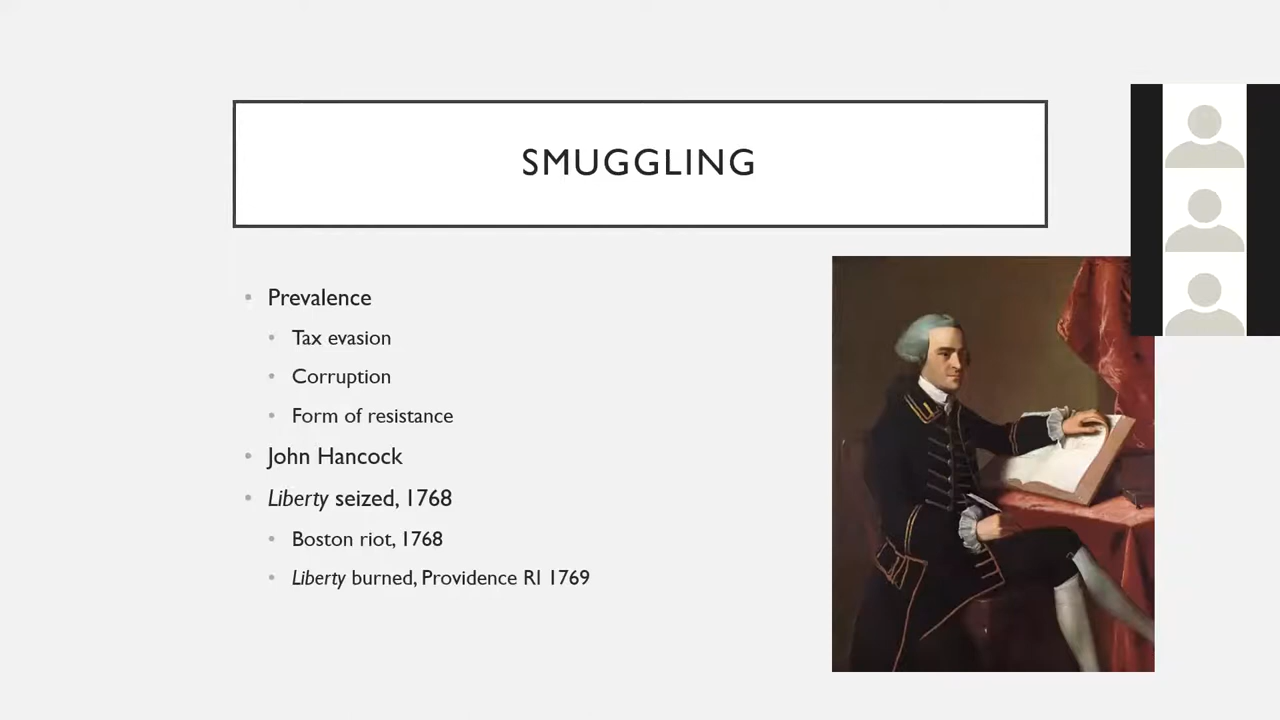 SMUGGLING
Prevalence
Tax evasion
Corruption
Form of resistance
John Hancock
Liberty seized, 1768
Boston riot, 1768
Liberty burned, Providence RI 1769